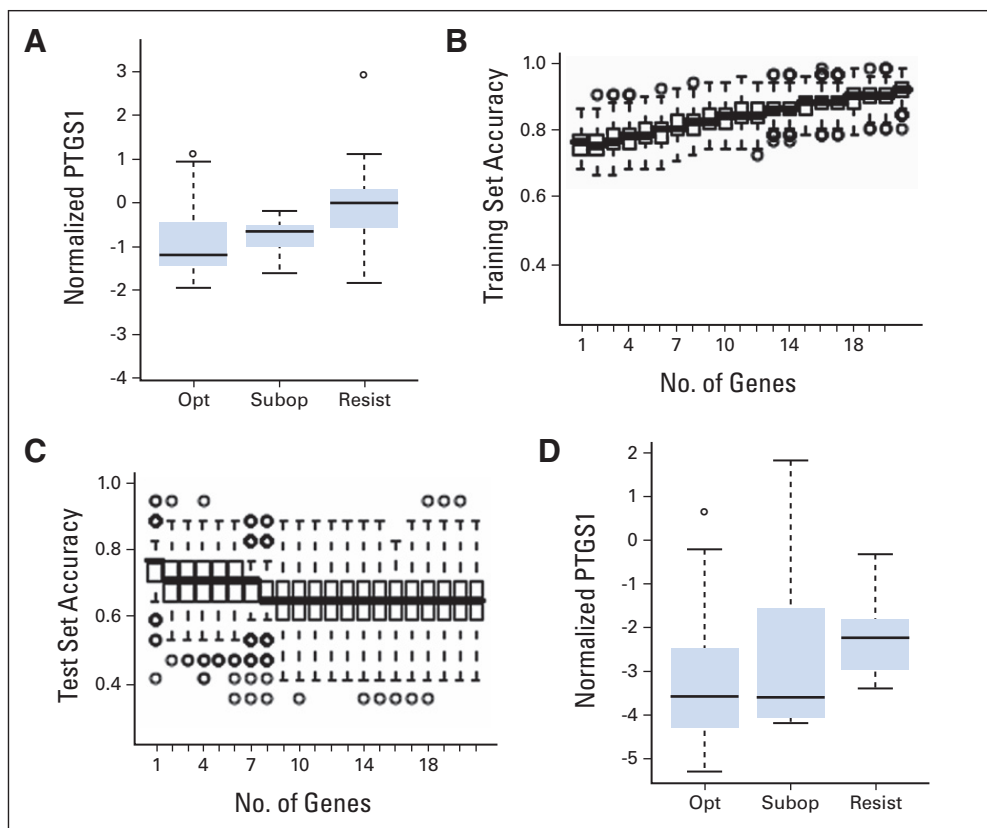 A
Normalized PTGS1
3
2
1
0
-1
-2
-3
-4
Opt Subop Resist
B
Training Set Accuracy
1.0
0.8
0.6
0.4
1 4 7 10 14 18
No. of Genes
C
Test Set Accuracy
1.0
0.8
0.6
0.4
1 4 7 10 14 18
No. of Genes
D
Normalized PTGS1
2
1
0
-1
-2
-3
-4
-5
Opt Subop Resist